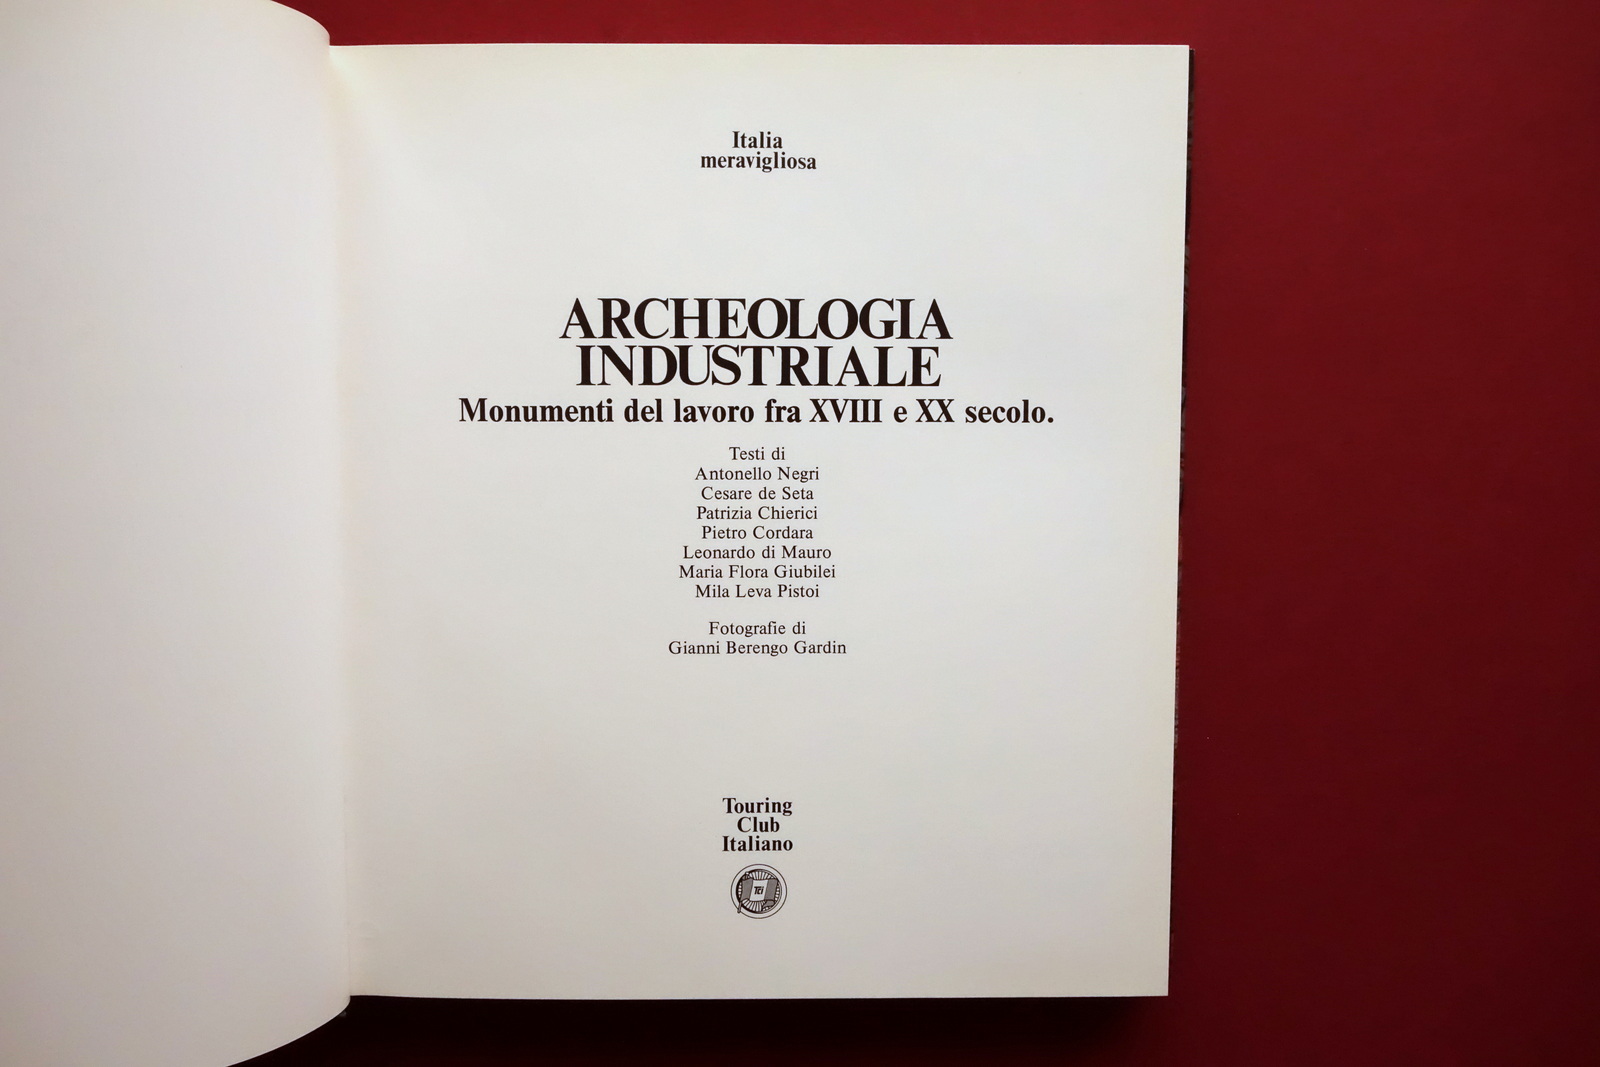 Italia
meravigliosa
ARCHEOLOGIA
INDUSTRIALE
Monumenti del lavoro fra XVIII e XX secolo.
Testi di
Antonello Negri
Cesare de Seta
Patrizia Chierici
Pietro Cordara
Leonardo di Mauro
Maria Flora Giubilei
Mila Leva Pistoi
Fotografie di
Gianni Berengo Gardin
Touring
Club
Italiano
TCi